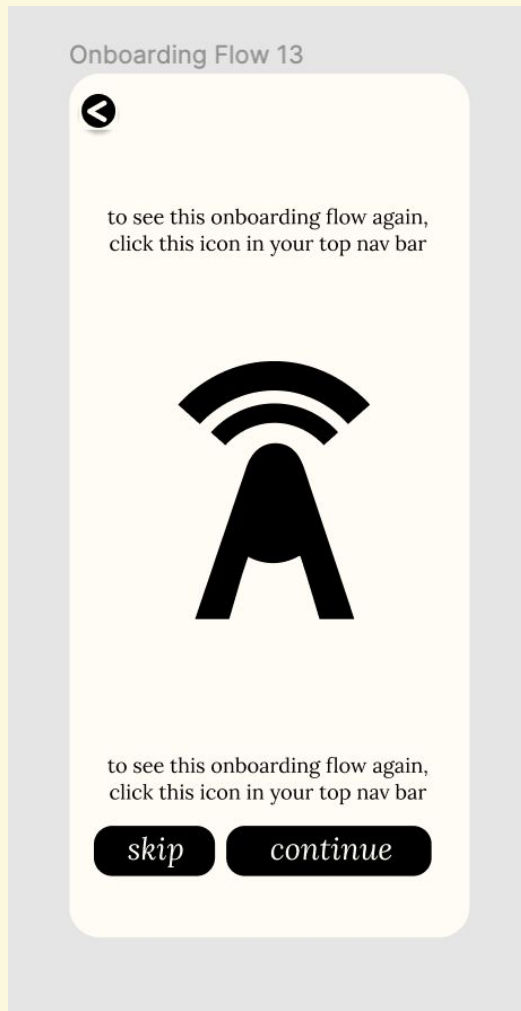 Onboarding Flow 13
to see this onboarding flow again,
click this icon in your top nav bar
to see this onboarding flow again,
click this icon in your top nav bar
skip continue